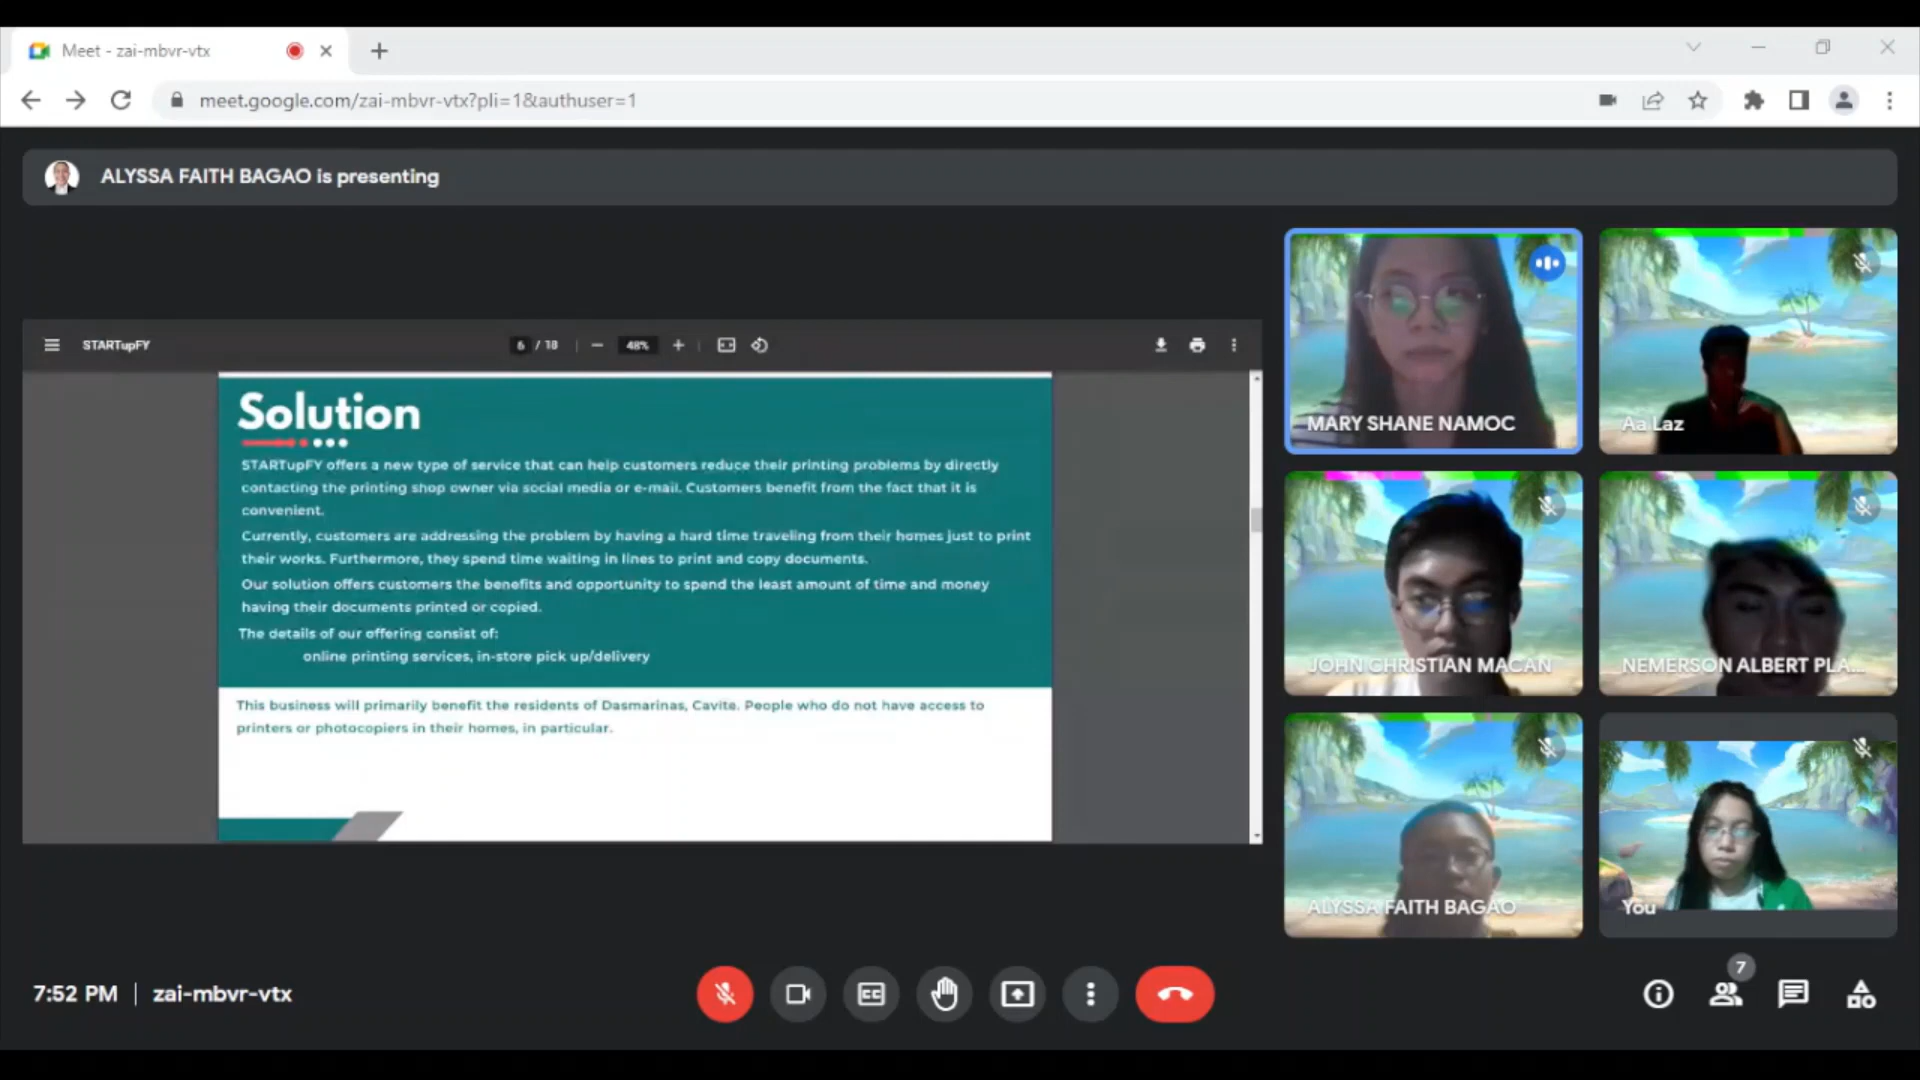 Meet - zai-mbvr-vtx
meet.google.com/zai-mbvr-vtx?pli=1&authuser=1
ALYSSA FAITH BAGAO is presenting
STARTupFY
6 / 18
48%
Solution
STARTupFY offers a new type of service that can help customers reduce their printing problems by directly
contacting the printing shop owner via social media or e-mail. Customers benefit from the fact that it is
convenient.
Currently, customers are addressing the problem by having a hard time traveling from their homes just to print
their works. Furthermore, they spend time waiting in lines to print and copy documents.
Our solution offers customers the benefits and opportunity to spend the least amount of time and money
having their documents printed or copied.
The details of our offering consist of:
online printing services, in-store pick up/delivery
This business will primarily benefit the residents of Dasmarinas, Cavite. People who do not have access to
printers or photocopiers in their homes, in particular.
MARY SHANE NAMOC
Aa Laz
JOHN CHRISTIAN MACAN
NEMERSON ALBERT PLA...
ALYSSA FAITH BAGAO
You
7:52 PM | zai-mbvr-vtx
CC
7